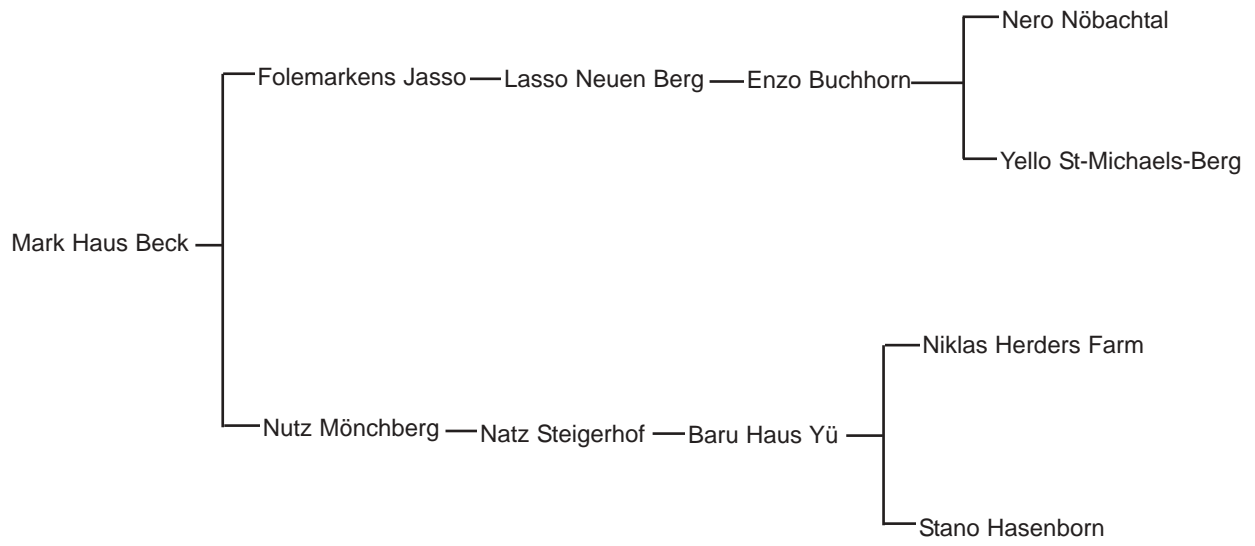 Nero Nöbachtal
Folemarkens Jasso
Lasso Neuen Berg
Enzo Buchhorn
Yello St-Michaels-Berg
Mark Haus Beck
Niklas Herders Farm
Nutz Mönchberg
Natz Steigerhof
Baru Haus Yü
Stano Hasenborn